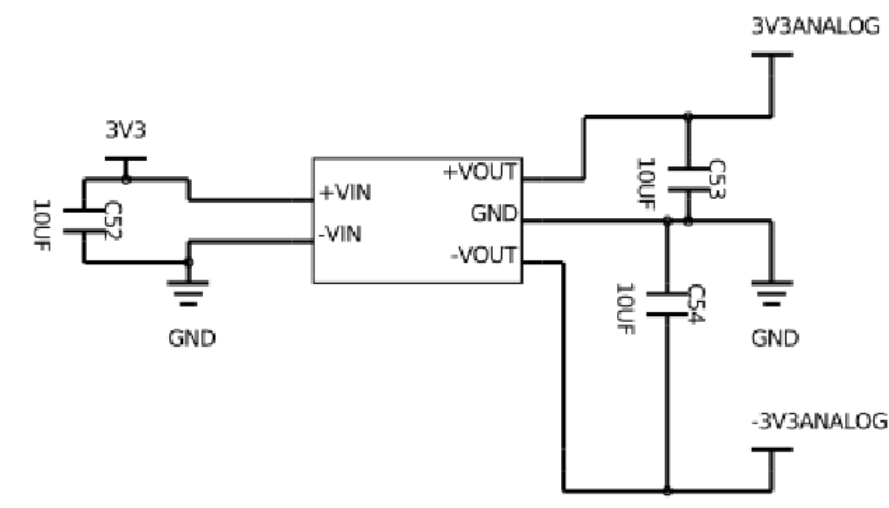 3V3ANALOG
3V3
+VOUT
C53
10UF
+VIN
GND
C52
10UF
-VIN
-VOUT
C54
10UF
GND
GND
-3V3ANALOG